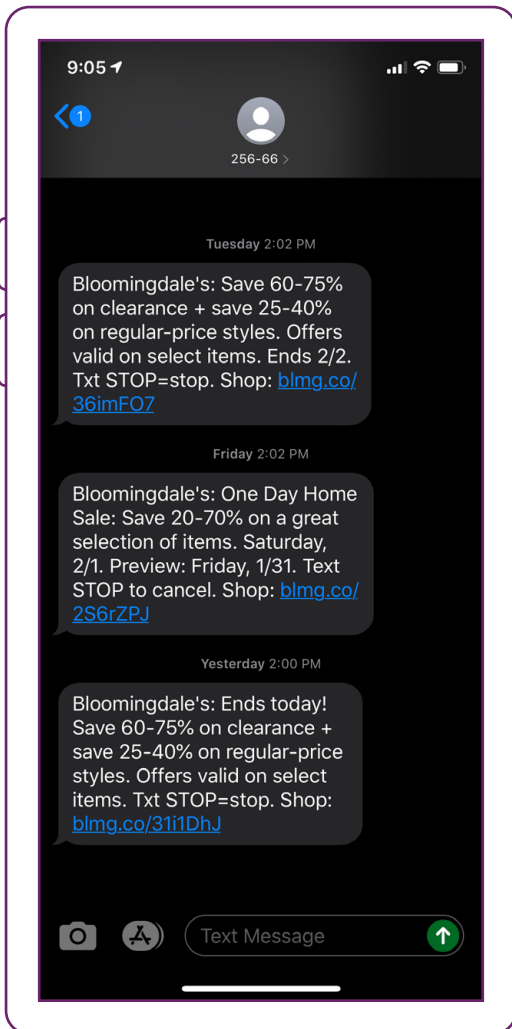 9:05
1
256-66 >
Tuesday 2:02 PM
Bloomingdale's: Save 60-75%
on clearance + save 25-40%
on regular-price styles. Offers
valid on select items. Ends 2/2.
Txt STOP=stop. Shop: blmg.co/
36imFO7
Friday 2:02 PM
Bloomingdale's: One Day Home
Sale: Save 20-70% on a great
selection of items. Saturday,
2/1. Preview: Friday, 1/31. Text
STOP to cancel. Shop: blmg.co/
2S6rZPJ
Yesterday 2:00 PM
Bloomingdale's: Ends today!
Save 60-75% on clearance +
save 25-40% on regular-price
styles. Offers valid on select
items. Txt STOP=stop. Shop:
blmg.co/31i1DhJ
Text Message